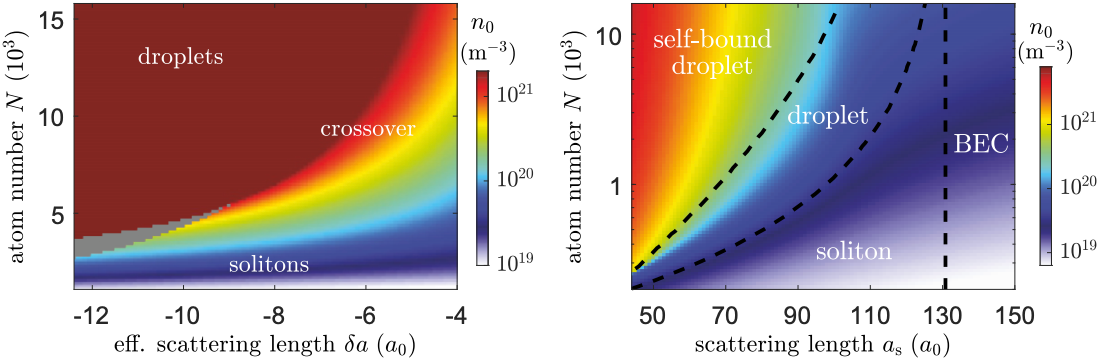 atom number N (10³)
15
10
5
droplets
crossover
solitons
-12
-10
-8
-6
-4
eff. scattering length δa (a₀)
n₀
(m⁻³)
10²¹
10²⁰
10¹⁹
atom number N (10³)
10
1
self-bound
droplet
droplet
BEC
soliton
50
70
90
110
130
150
scattering length aₛ (a₀)
n₀
(m⁻³)
10²¹
10²⁰
10¹⁹